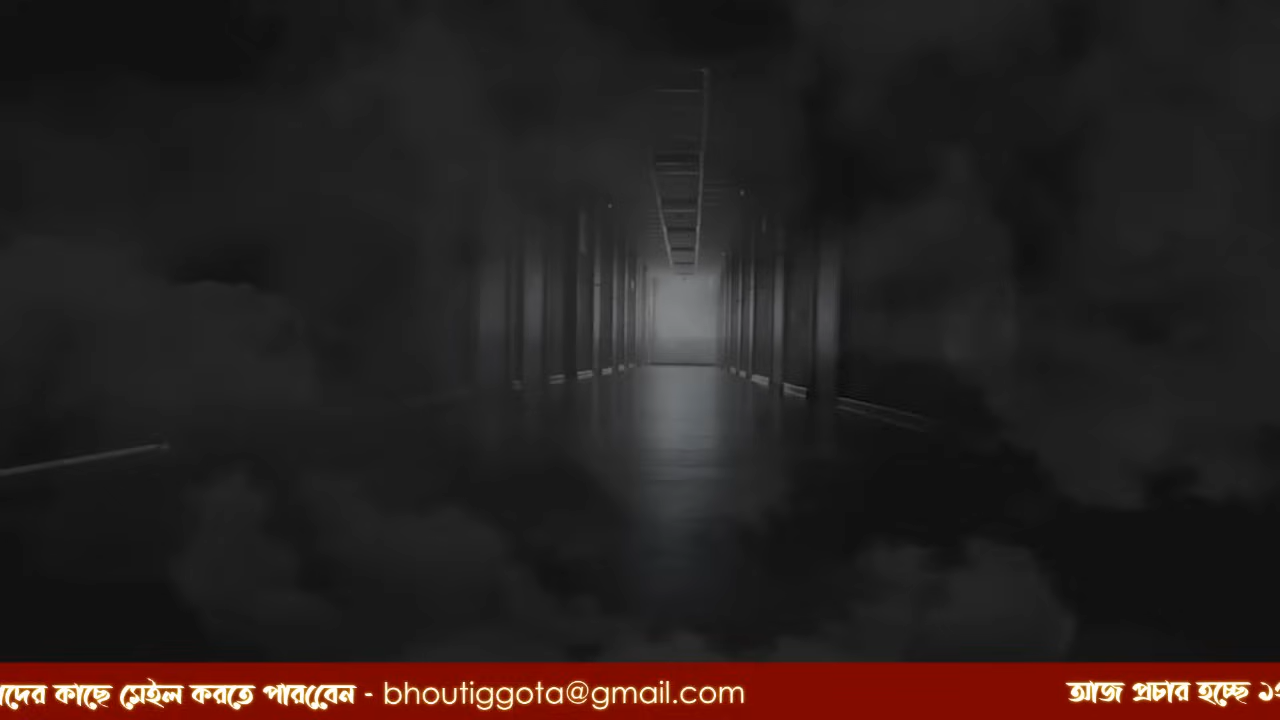 কাছে মেইল করতে পারবেেন - bhoutiggota@gmail.com আজ প্রচার হচ্ছে